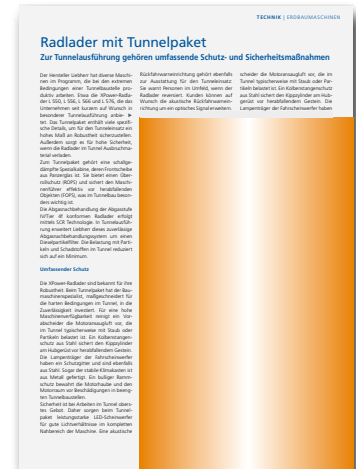 TECHNIK | ERDBAUMASCHINEN
Radlader mit Tunnelpaket
Zur Tunnelausführung gehören umfassende Schutz- und Sicherheitsmaßnahmen
Der Hersteller Liebherr hat diverse Maschi-
nen im Programm, die bei den extremen
Bedingungen einer Tunnelbaustelle pro-
duktiv arbeiten. Etwa die XPower-Radla-
der L 550, L 556, L 566 und L 576, die das
Unternehmen seit kurzem auch in
besonderer Tunnelausführung anbie-
tet. Das Tunnelpaket enthält viele spezifi-
sche Details, um für den Tunneleinsatz ein
hohes Maß an Robustheit sicherzustellen.
Außerdem sorgt es für hohe Sicherheit,
wenn die Radlader im Tunnel Ausbruchma-
terial verladen.
Zum Tunnelpaket gehört eine schallge-
dämpfte Spezialkabine, deren Frontscheibe
aus Panzerglas ist. Sie bietet einen Über-
rollschutz (ROPS) und sichert den Maschi-
nenführer effektiv vor herabfallenden
Objekten (FOPS), was im Tunnelbau beson-
ders wichtig ist.
Die Abgasnachbehandlung der Abgasstufe
IV/Tier 4f konformen Radlader erfolgt
mittels SCR Technologie. In Tunnelausfüh-
rung erweitert Liebherr dieses zuverlässige
Abgasnachbehandlungssystem um einen
Dieselpartikelfilter. Die Belastung mit Parti-
keln und Schadstoffen im Tunnel reduziert
sich auf ein Minimum.
Umfassender Schutz
Die XPower-Radlader sind bekannt für ihre
Robustheit. Beim Tunnelpaket hat der Bau-
maschinenspezialist, maßgeschneidert für
die harten Bedingungen im Tunnel, in die
Zuverlässigkeit investiert. Für eine hohe
Maschinenverfügbarkeit reinigt ein Vor-
abscheider die Motoransaugluft vor, die
im Tunnel typischerweise mit Staub oder
Partikeln belastet ist. Ein Kolbenstangen-
schutz aus Stahl sichert den Kippzylinder
am Hubgerüst vor herabfallendem Gestein.
Die Lampenträger der Fahrscheinwerfer
haben ein Schutzgitter und sind ebenfalls
aus Stahl. Sogar der stabile Klimakasten ist
aus Metall gefertigt. Ein bulliger Ramm-
schutz bewahrt die Motorhaube und den
Motorraum vor Beschädigungen in beeng-
ten Tunnelbaustellen.
Sicherheit ist bei Arbeiten im Tunnel obers-
tes Gebot. Daher sorgen beim Tunnel-
paket leistungsstarke LED-Scheinwerfer
für gute Lichtverhältnisse im kompletten
Nahbereich der Maschine. Eine akustische
Rückfahrwarneinrichtung gehört ebenfalls
zur Ausstattung für den Tunneleinsatz:
Sie warnt Personen im Umfeld, wenn der
Radlader reversiert. Kunden können auf
Wunsch die akustische Rückfahrwarnein-
richtung um ein optisches Signal erweitern.
scheider die Motoransaugluft vor, die im
Tunnel typischerweise mit Staub oder Par-
tikeln belastet ist. Ein Kolbenstangenschutz
aus Stahl sichert den Kippzylinder am Hub-
gerüst vor herabfallendem Gestein. Die
Lampenträger der Fahrscheinwerfer haben